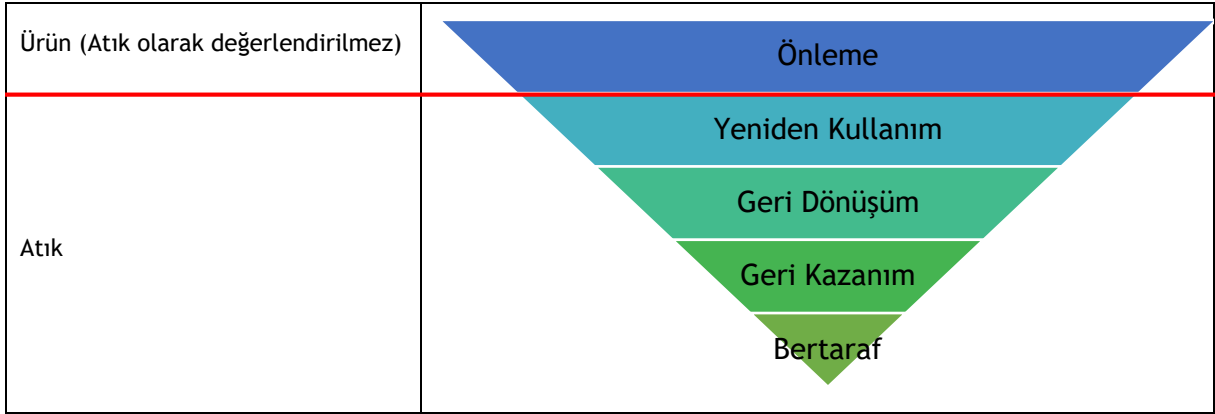 Ürün (Atık olarak değerlendirilmez)
Önleme
Yeniden Kullanım
Geri Dönüşüm
Atık
Geri Kazanım
Bertaraf